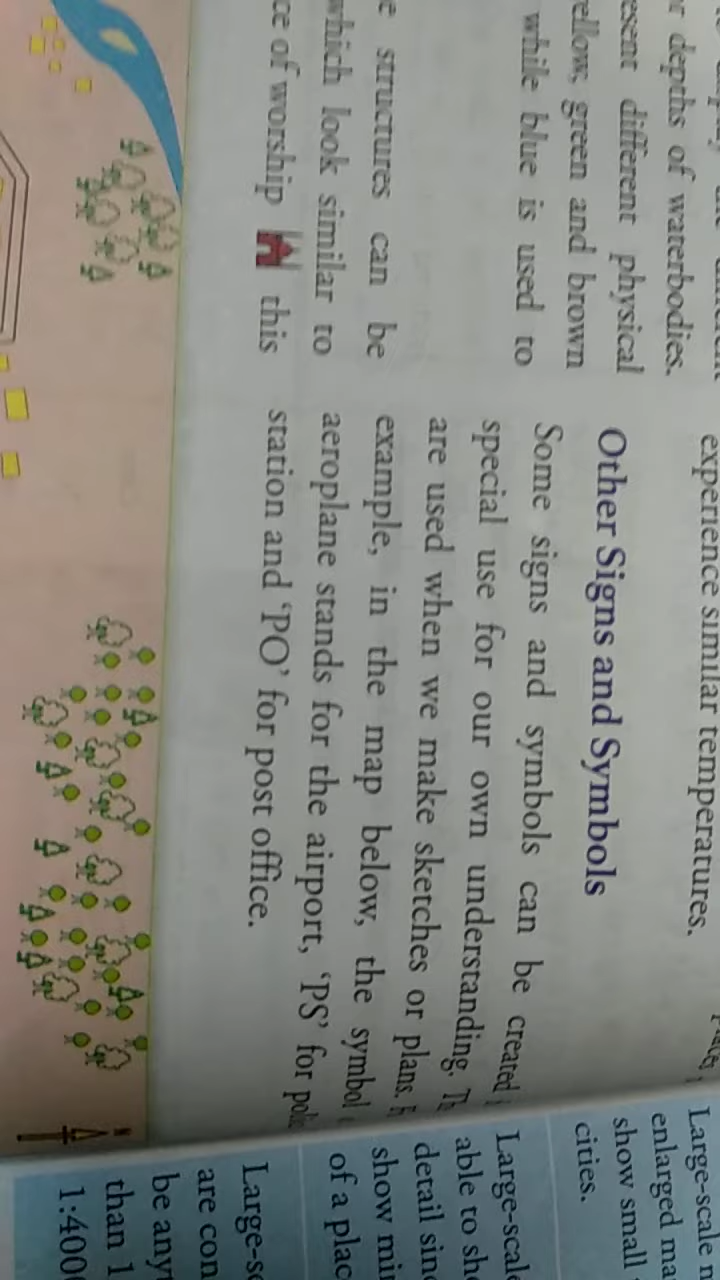 r depths of waterbodies.
esent different physical
ellow, green and brown
while blue is used to
e structures can be
which look similar to
ce of worship this
experience similar temperatures.
Other Signs and Symbols
Some signs and symbols can be created
special use for our own understanding.
are used when we make sketches or plans.
example, in the map below, the symbol
aeroplane stands for the airport, 'PS' for
station and 'PO' for post office.
Large-scale
enlarged ma
show small
cities.
Large-scal
able to sh
detail sinc
show mi
of a plac
Large-s
are con
be any
than 1
1:400
N